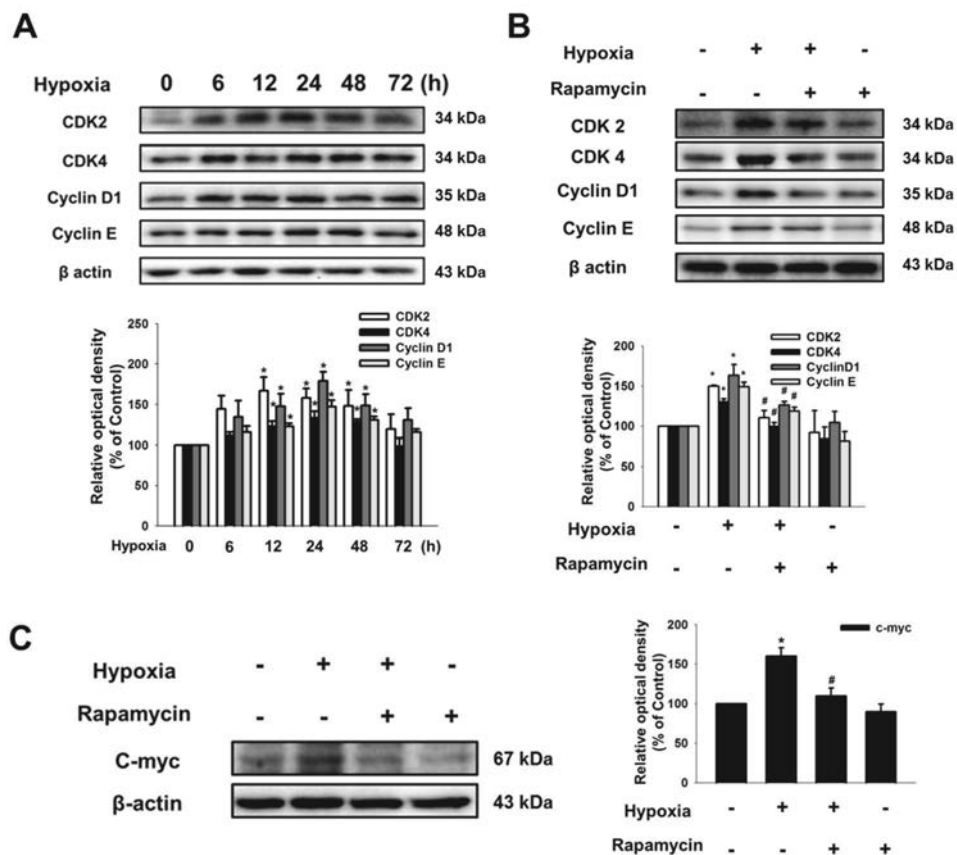 A
Hypoxia 0 6 12 24 48 72 (h)
CDK2 34 kDa
CDK4 34 kDa
Cyclin D1 35 kDa
Cyclin E 48 kDa
β actin 43 kDa
Relative optical density
(% of Control)
250
200
150
100
50
0
CDK2
CDK4
Cyclin D1
Cyclin E
* * * * * * * * * * * *
Hypoxia 0 6 12 24 48 72 (h)
B
Hypoxia - + + -
Rapamycin - - + +
CDK 2 34 kDa
CDK 4 34 kDa
Cyclin D1 35 kDa
Cyclin E 48 kDa
β actin 43 kDa
Relative optical density
(% of Control)
200
150
100
50
0
CDK2
CDK4
CyclinD1
Cyclin E
* * * * # # # #
Hypoxia - + + -
Rapamycin - - + +
C
Hypoxia - + + -
Rapamycin - - + +
C-myc 67 kDa
β-actin 43 kDa
Relative optical density
(% of Control)
200
150
100
50
0
c-myc
* #
Hypoxia - + + -
Rapamycin - - + +